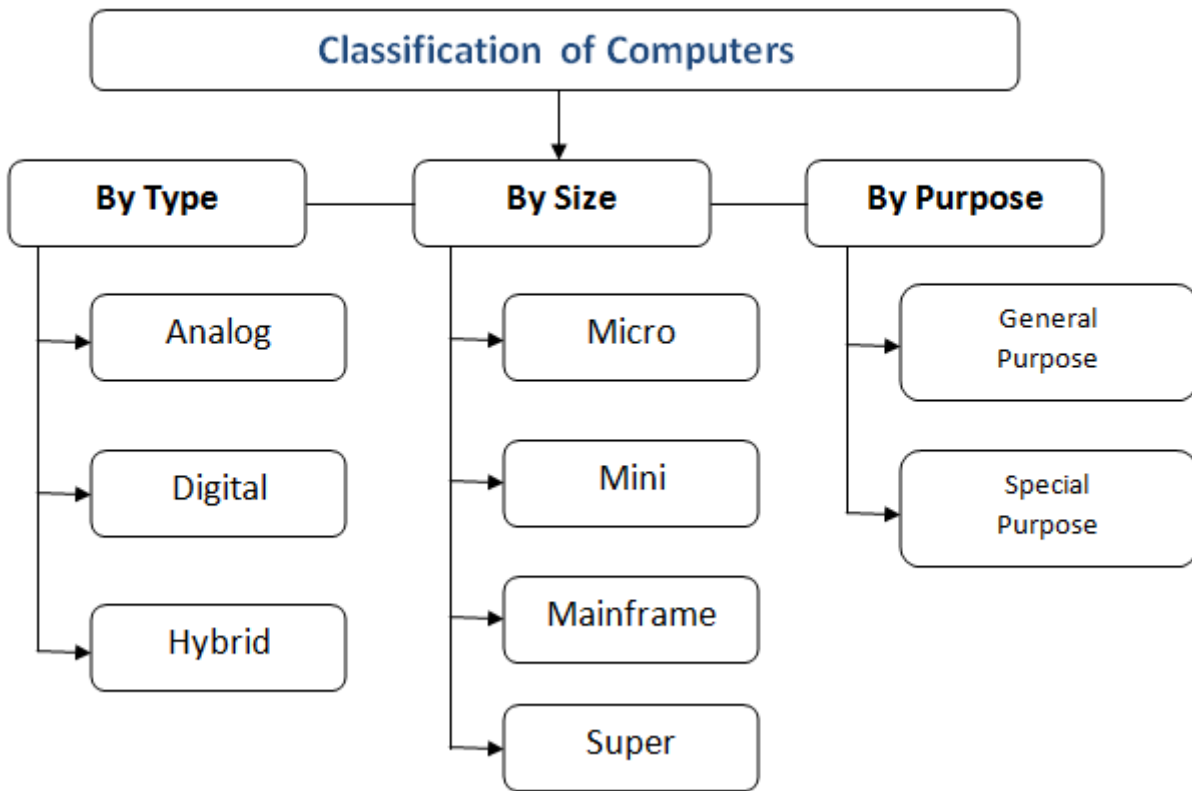 Classification of Computers
By Type
By Size
By Purpose
Analog
Digital
Hybrid
Micro
Mini
Mainframe
Super
General
Purpose
Special
Purpose